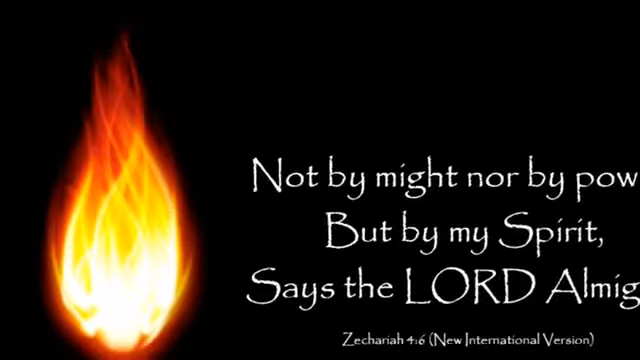 Not by might nor by pow
But by my Spirit,
Says the LORD Almig
Zechariah 4:6 (New International Version)